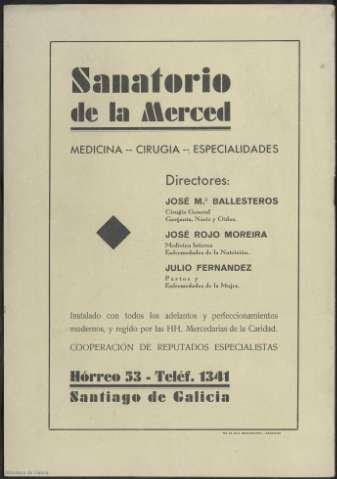 Sanatorio
de la Merced
MEDICINA -- CIRUGIA -- ESPECIALIDADES
Directores:
JOSÉ M.ª BALLESTEROS
Cirugía General
Garganta, Nariz y Oídos.
JOSÉ ROJO MOREIRA
Medicina Interna
Enfermedades de la Nutrición.
JULIO FERNANDEZ
Partos y
Enfermedades de la Mujer.
Instalado con todos los adelantos y perfeccionamientos
modernos, y regido por las HH. Mercedarias de la Caridad.
COOPERACIÓN DE REPUTADOS ESPECIALISTAS
Hórreo 53 - Teléf. 1341
Santiago de Galicia
Biblioteca de Galicia